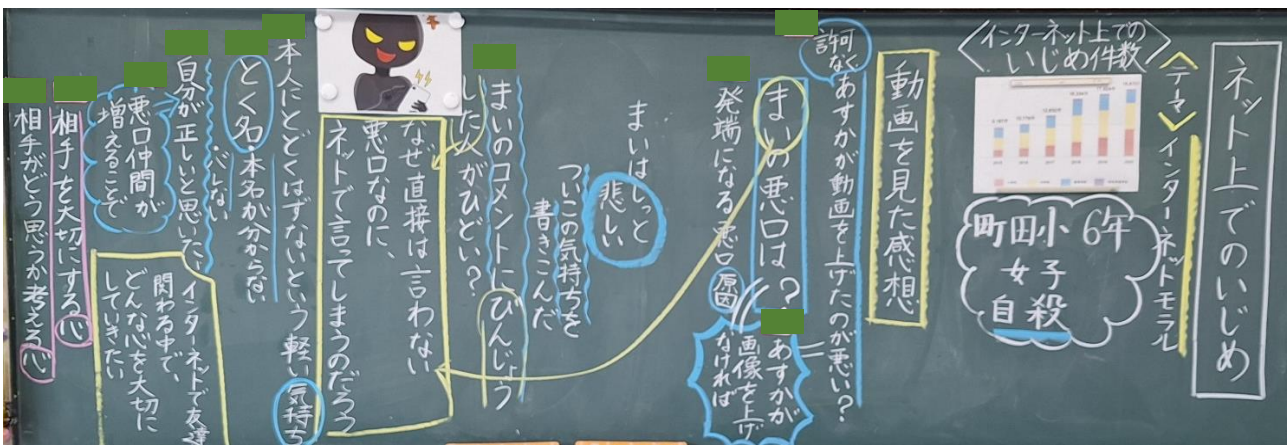 ネット上でのいじめ
〈テーマ〉インターネットモラル
〈インターネット上での
いじめ件数〉
町田小6年
女子
自殺
動画を見た感想
許可なく
あすかが動画を上げたのが悪い?
まいの悪口は?
発端になる悪口
原因
あすかが
画像を上げ
なければ
まいはしっと
悲しい
ついこの気持ちを
書きこんだ
まいのコメントにびんじょう
した人がひどい?
なぜ直接は言わない
悪口なのに、
ネットで言ってしまうのだろう
本人にとどくはずないという軽い気持ち
とく名・本名が分からない
・バレない
自分が正しいと思いたい
悪口仲間が
増えることで
インターネットで友達と
関わる中で、
どんな心を大切に
していきたい
相手を大切にする心
相手がどう思うか考える心